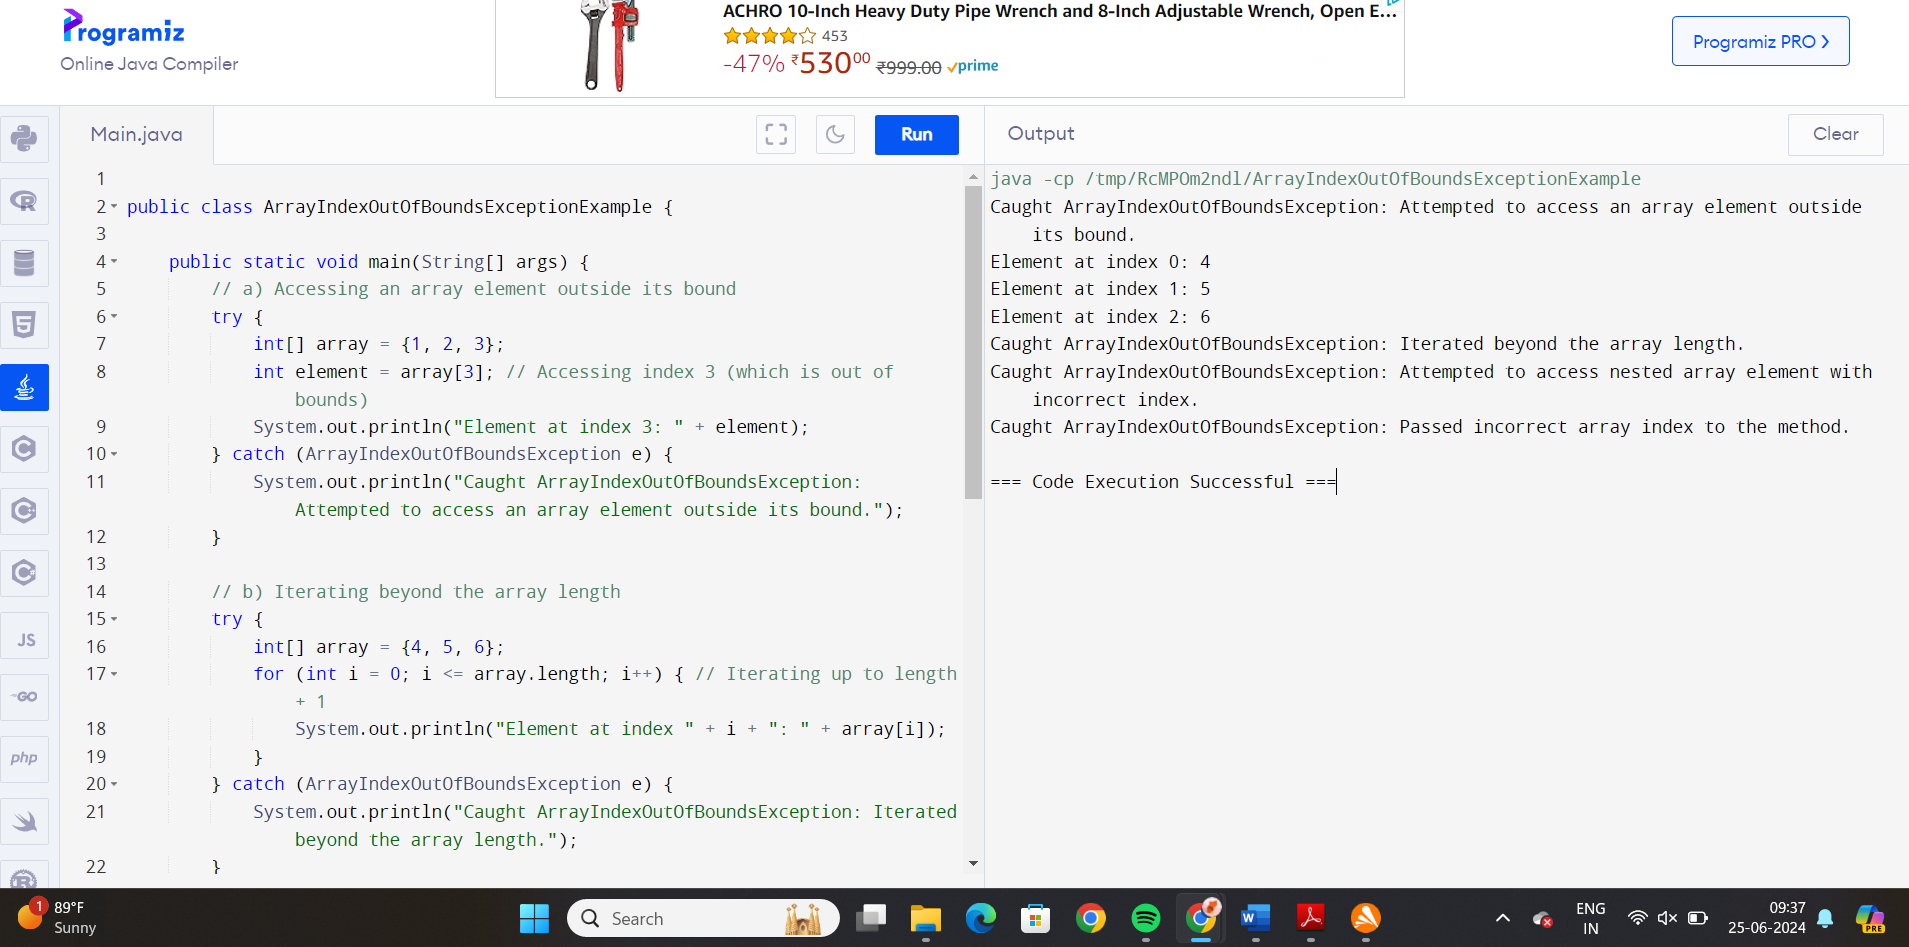 Programiz
Online Java Compiler
ACHRO 10-Inch Heavy Duty Pipe Wrench and 8-Inch Adjustable Wrench, Open E...
453
-47% ₹530⁰⁰ ₹999.00 prime
Programiz PRO ❯
Main.java
Run
Output
Clear
1
2 public class ArrayIndexOutOfBoundsExceptionExample {
3
4 public static void main(String[] args) {
5 // a) Accessing an array element outside its bound
6 try {
7 int[] array = {1, 2, 3};
8 int element = array[3]; // Accessing index 3 (which is out of
bounds)
9 System.out.println("Element at index 3: " + element);
10 } catch (ArrayIndexOutOfBoundsException e) {
11 System.out.println("Caught ArrayIndexOutOfBoundsException:
Attempted to access an array element outside its bound.");
12 }
13
14 // b) Iterating beyond the array length
15 try {
16 int[] array = {4, 5, 6};
17 for (int i = 0; i <= array.length; i++) { // Iterating up to length
+ 1
18 System.out.println("Element at index " + i + ": " + array[i]);
19 }
20 } catch (ArrayIndexOutOfBoundsException e) {
21 System.out.println("Caught ArrayIndexOutOfBoundsException: Iterated
beyond the array length.");
22 }
java -cp /tmp/RcMPOm2ndl/ArrayIndexOutOfBoundsExceptionExample
Caught ArrayIndexOutOfBoundsException: Attempted to access an array element outside
its bound.
Element at index 0: 4
Element at index 1: 5
Element at index 2: 6
Caught ArrayIndexOutOfBoundsException: Iterated beyond the array length.
Caught ArrayIndexOutOfBoundsException: Attempted to access nested array element with
incorrect index.
Caught ArrayIndexOutOfBoundsException: Passed incorrect array index to the method.
=== Code Execution Successful ===
R
5
C
C
C
JS
GO
php
1
89°F
Sunny
Search
W
ENG
IN
09:37
25-06-2024
PRE